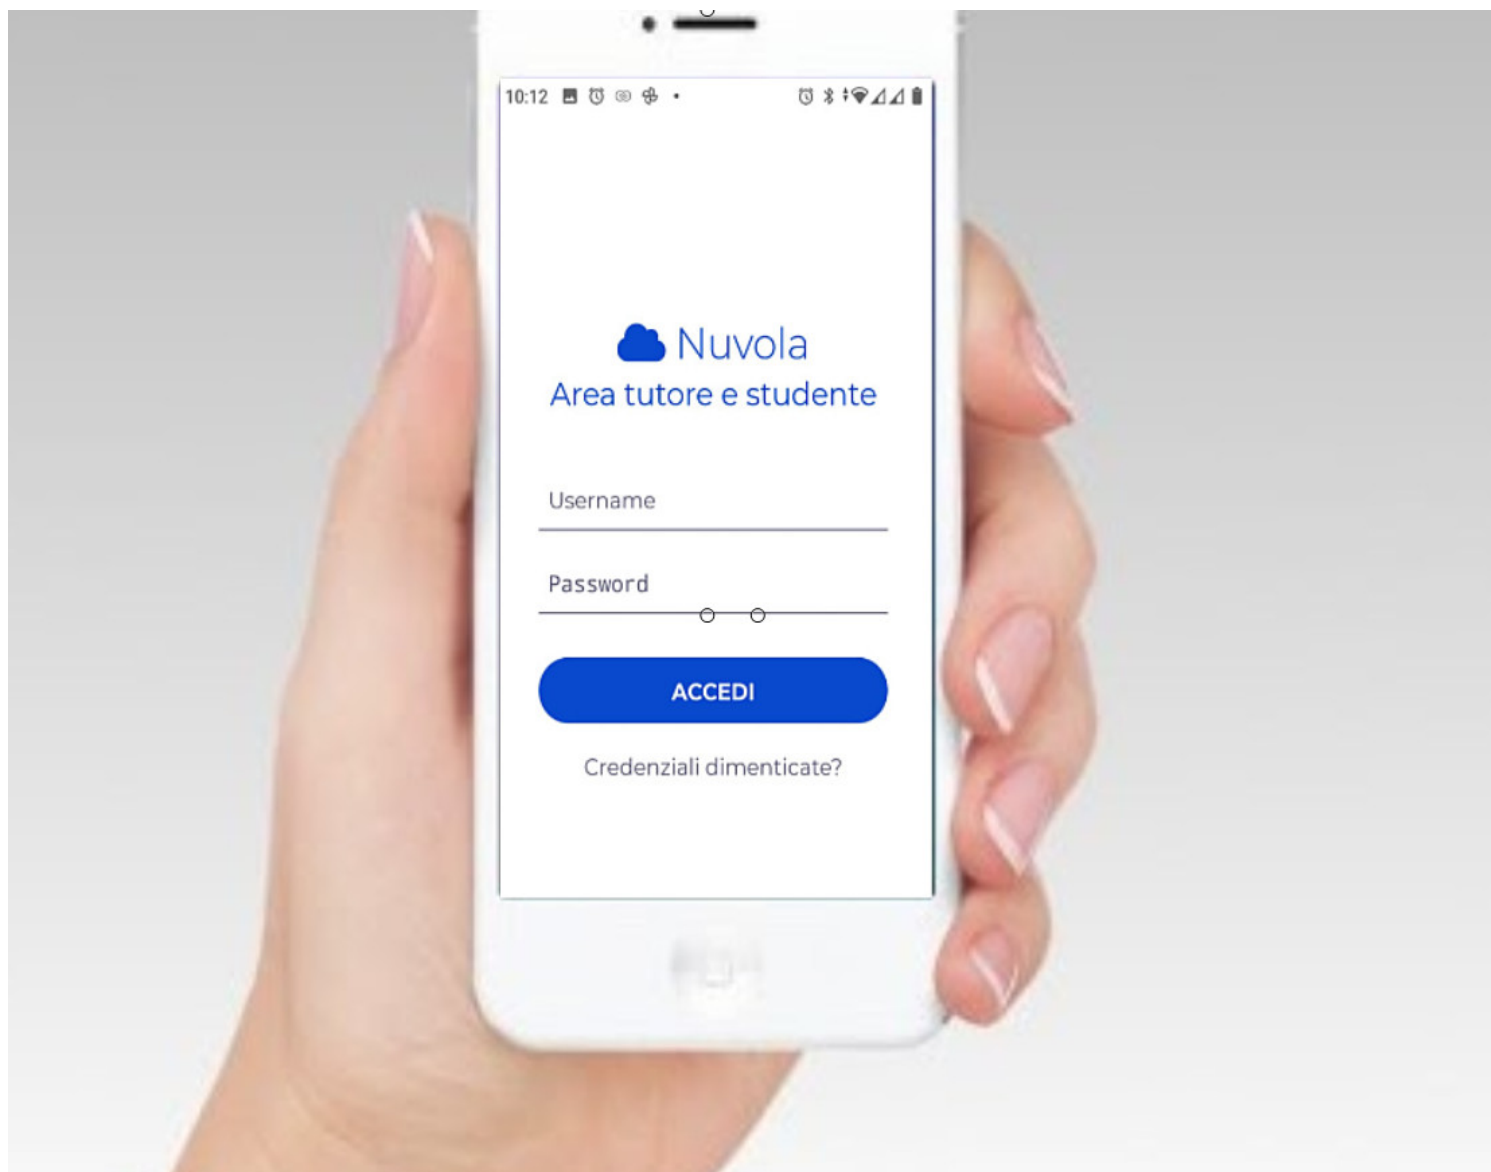 10:12
Nuvola
Area tutore e studente
Username
Password
ACCEDI
Credenziali dimenticate?